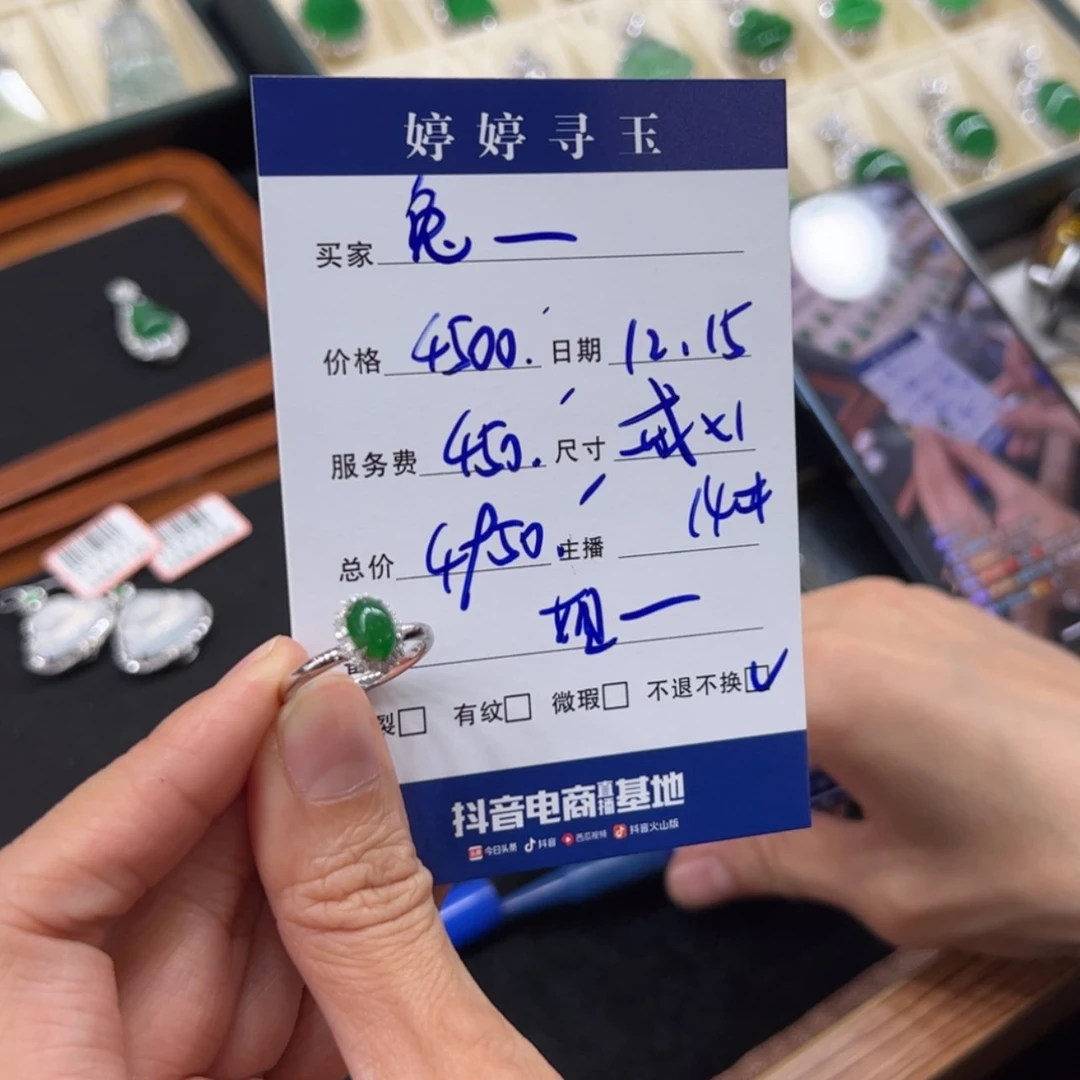 婷婷寻玉
买家 兔一
价格 4500. 日期 12.15
服务费 450. 尺寸 戒x1
14#
总价 4950. 主播
姐一
裂□ 有纹□ 微瑕□ 不退不换☑
抖音电商直播基地
今日头条 抖音 西瓜视频 抖音火山版